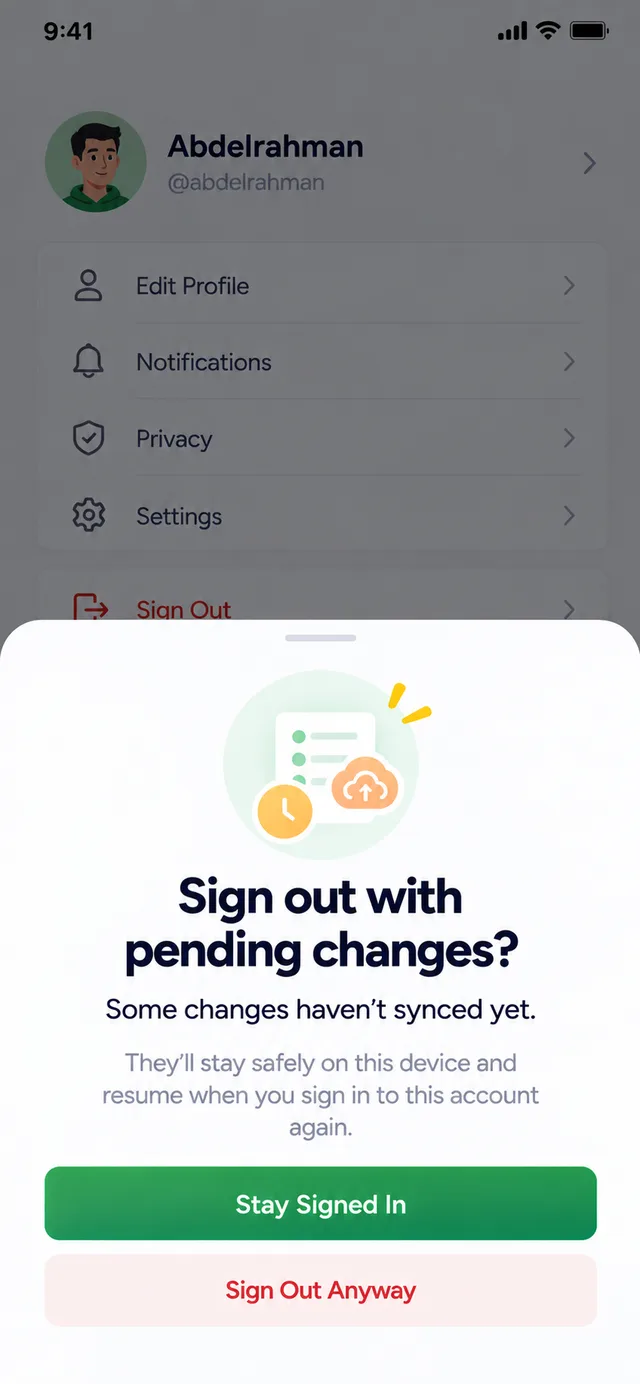 9:41
Abdelrahman
@abdelrahman
Edit Profile
Notifications
Privacy
Settings
Sign Out
Sign out with
pending changes?
Some changes haven’t synced yet.
They’ll stay safely on this device and
resume when you sign in to this account
again.
Stay Signed In
Sign Out Anyway